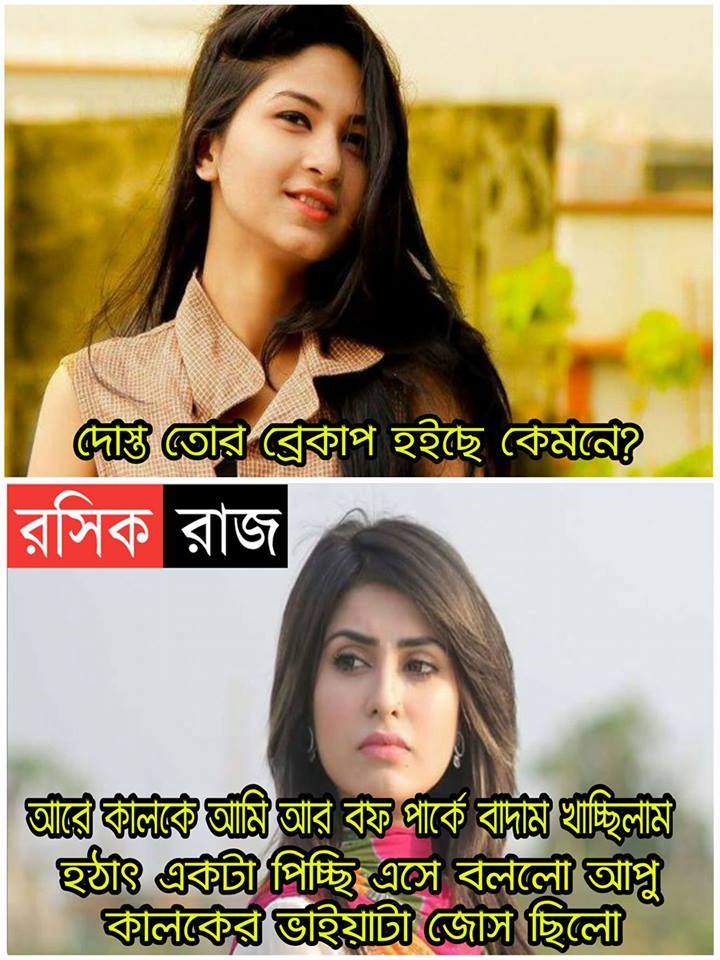 দোস্ত তোর ব্রেকাপ হইছে কেমনে?
রসিক রাজ
আরে কালকে আমি আর বফ পার্কে বাদাম খাচ্ছিলাম
হঠাৎ একটা পিচ্ছি এসে বললো আপু
কালকের ভাইয়াটা জোস ছিলো